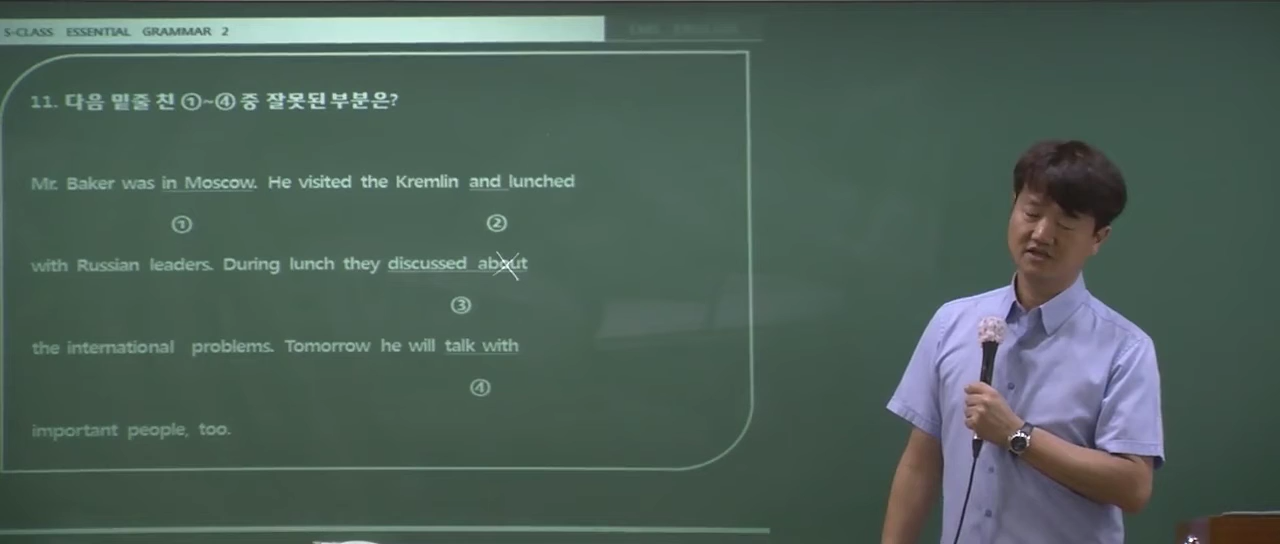 S-CLASS ESSENTIAL GRAMMAR 2
11. 다음 밑줄 친 ①~④ 중 잘못된 부분은?
Mr. Baker was in Moscow. He visited the Kremlin and lunched
① ②
with Russian leaders. During lunch they discussed about
③
the international problems. Tomorrow he will talk with
④
important people, too.